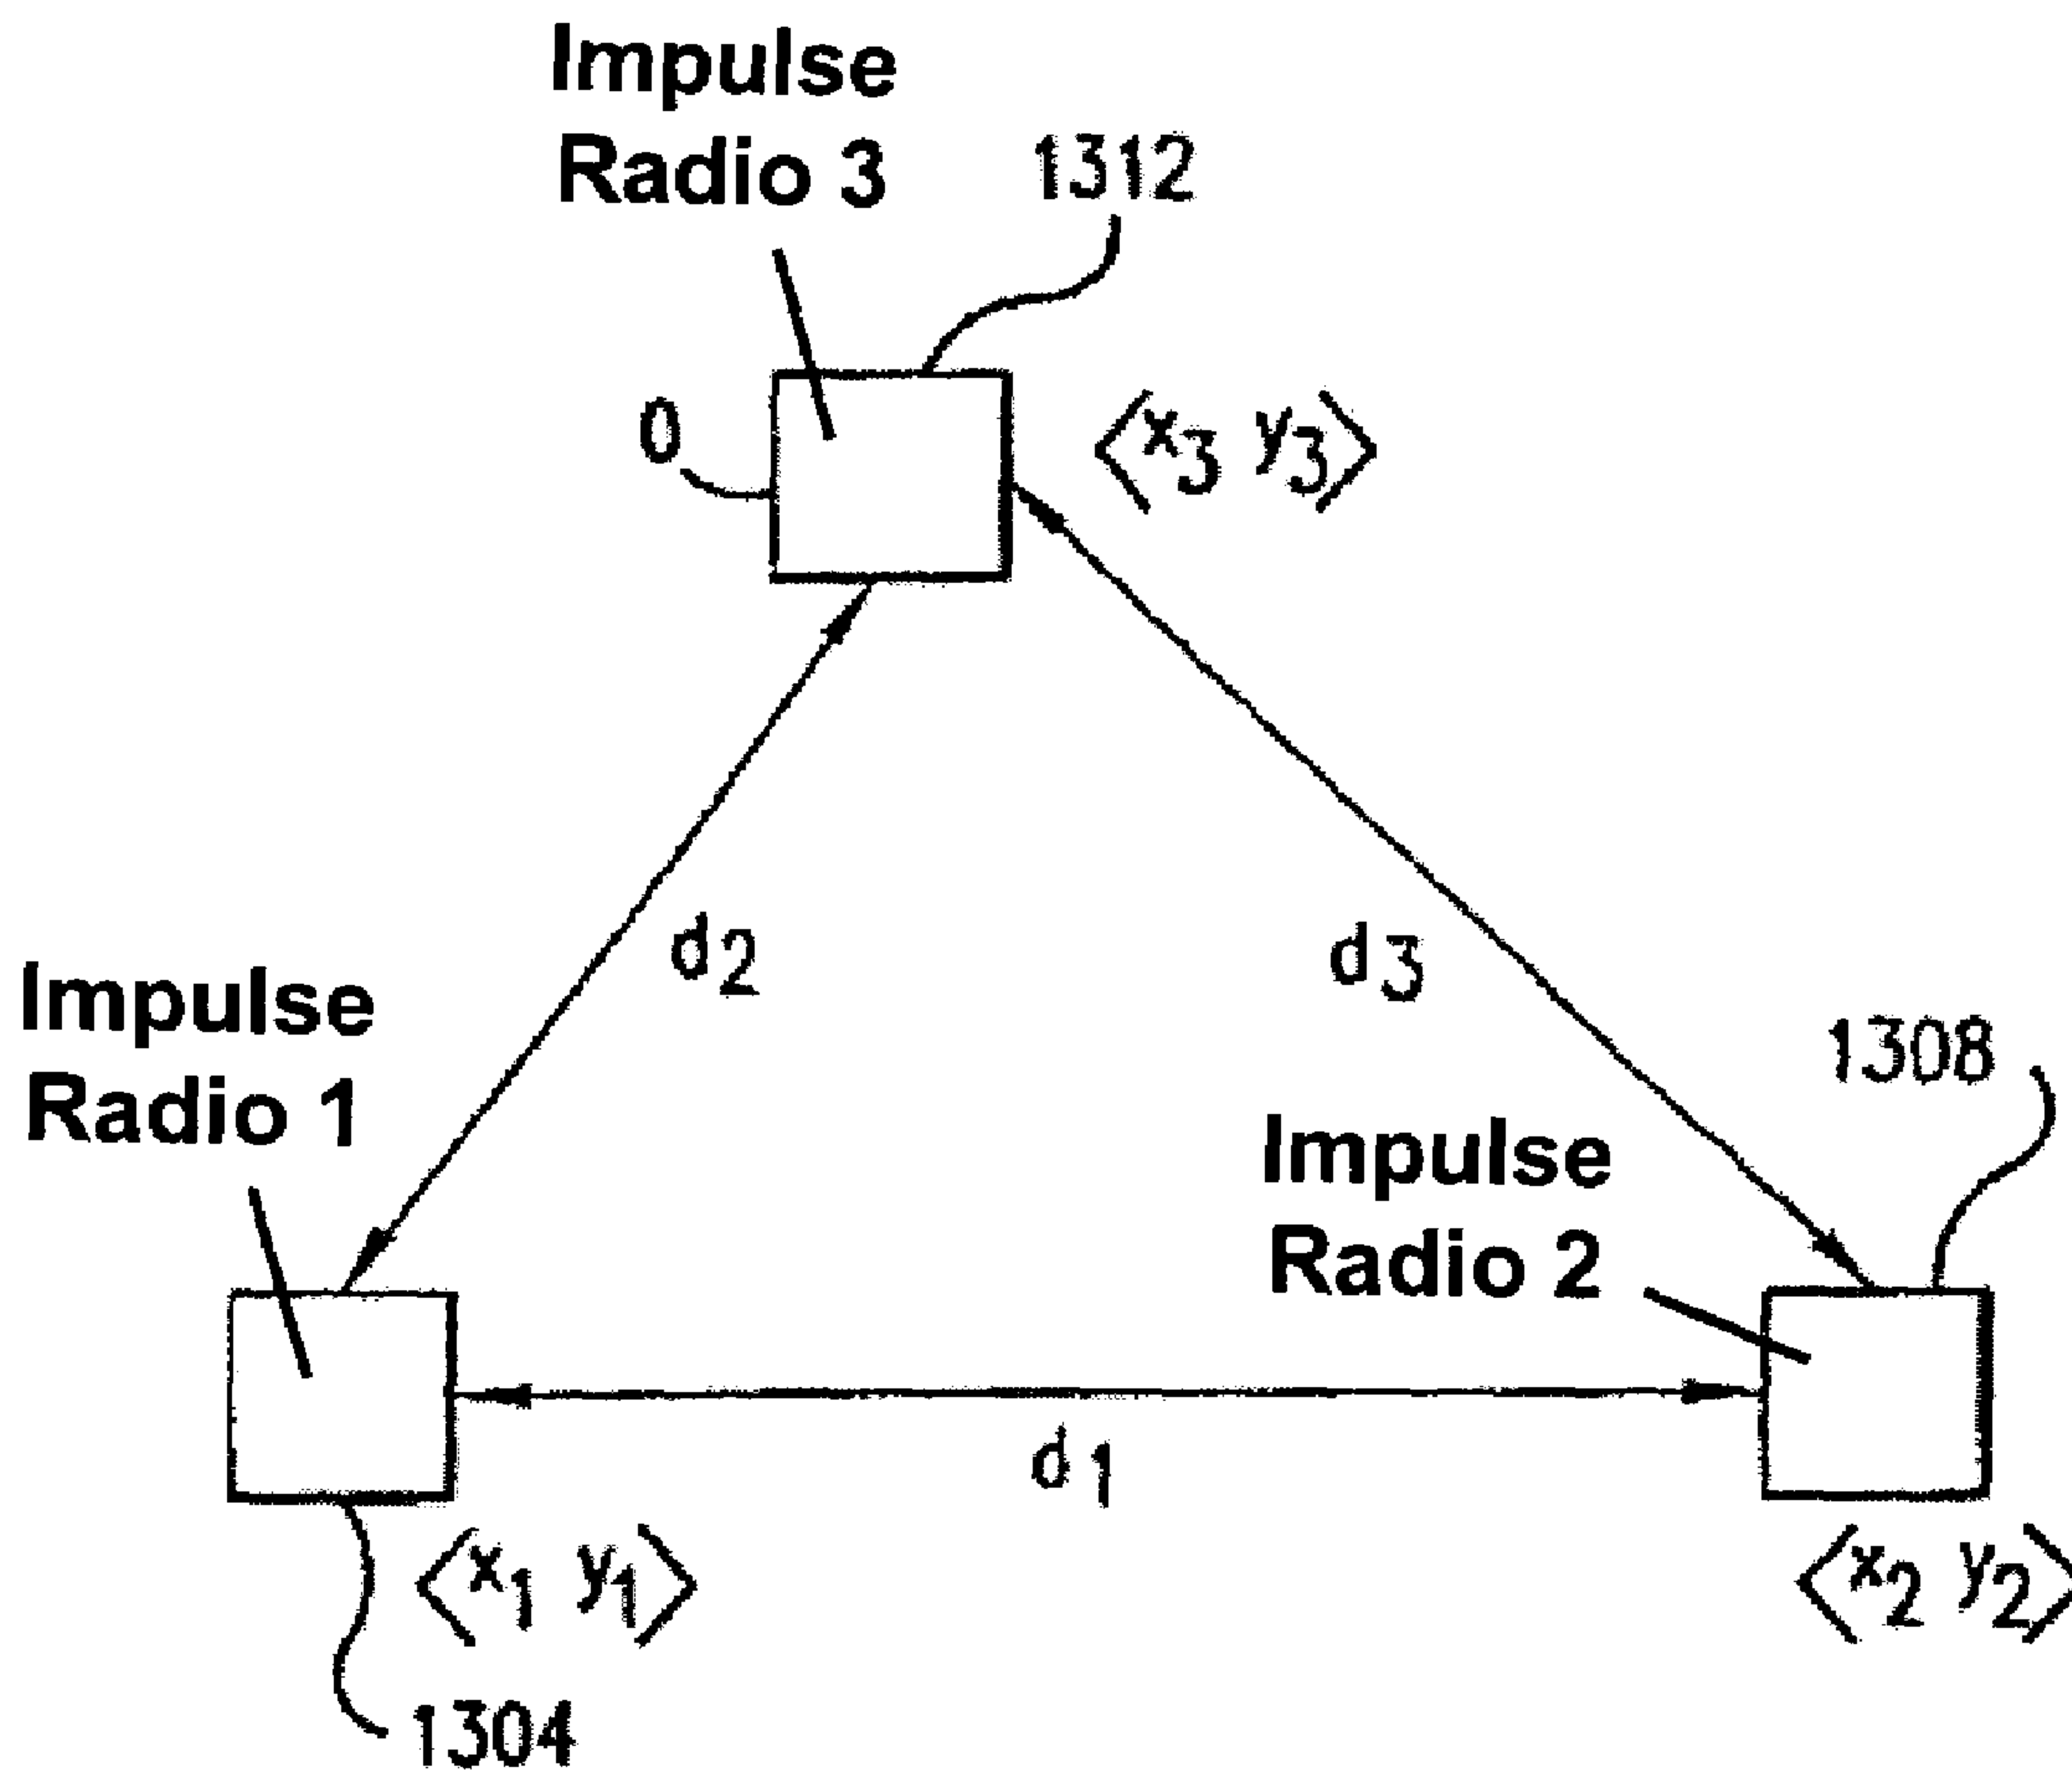 Impulse
Radio 3
1312
0
⟨x₃ y₃⟩
d₂
d₃
Impulse
Radio 1
1308
Impulse
Radio 2
d₁
⟨x₁ y₁⟩
⟨x₂ y₂⟩
1304